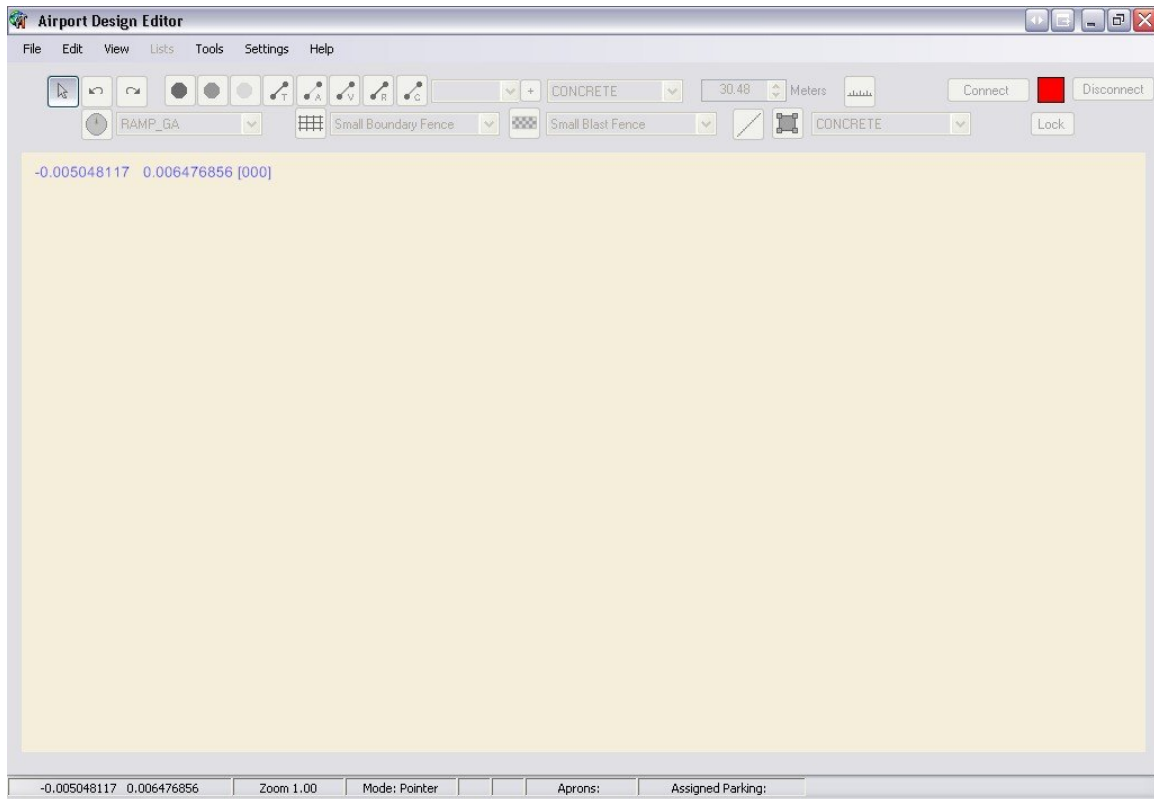 Airport Design Editor
File Edit View Lists Tools Settings Help
T A V R C + CONCRETE 30.48 Meters Connect Disconnect
RAMP_GA Small Boundary Fence Small Blast Fence CONCRETE Lock
-0.005048117 0.006476856 [000]
-0.005048117 0.006476856 Zoom 1.00 Mode: Pointer Aprons: Assigned Parking: